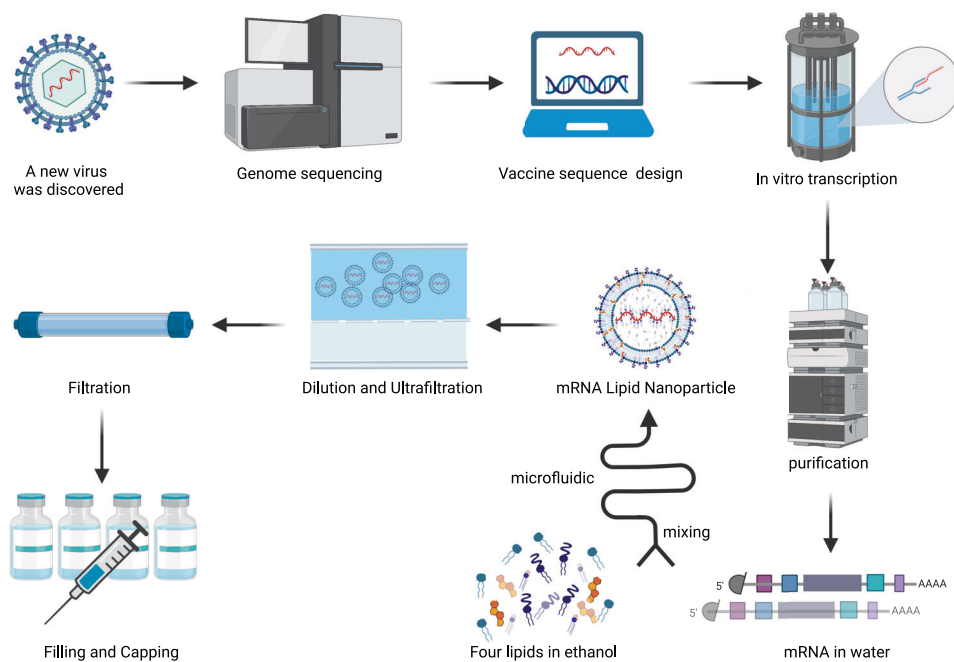 A new virus
was discovered
Genome sequencing
Vaccine sequence design
In vitro transcription
purification
5' AAAA
5' AAAA
mRNA in water
Four lipids in ethanol
mixing
microfluidic
mRNA Lipid Nanoparticle
Dilution and Ultrafiltration
Filtration
Filling and Capping